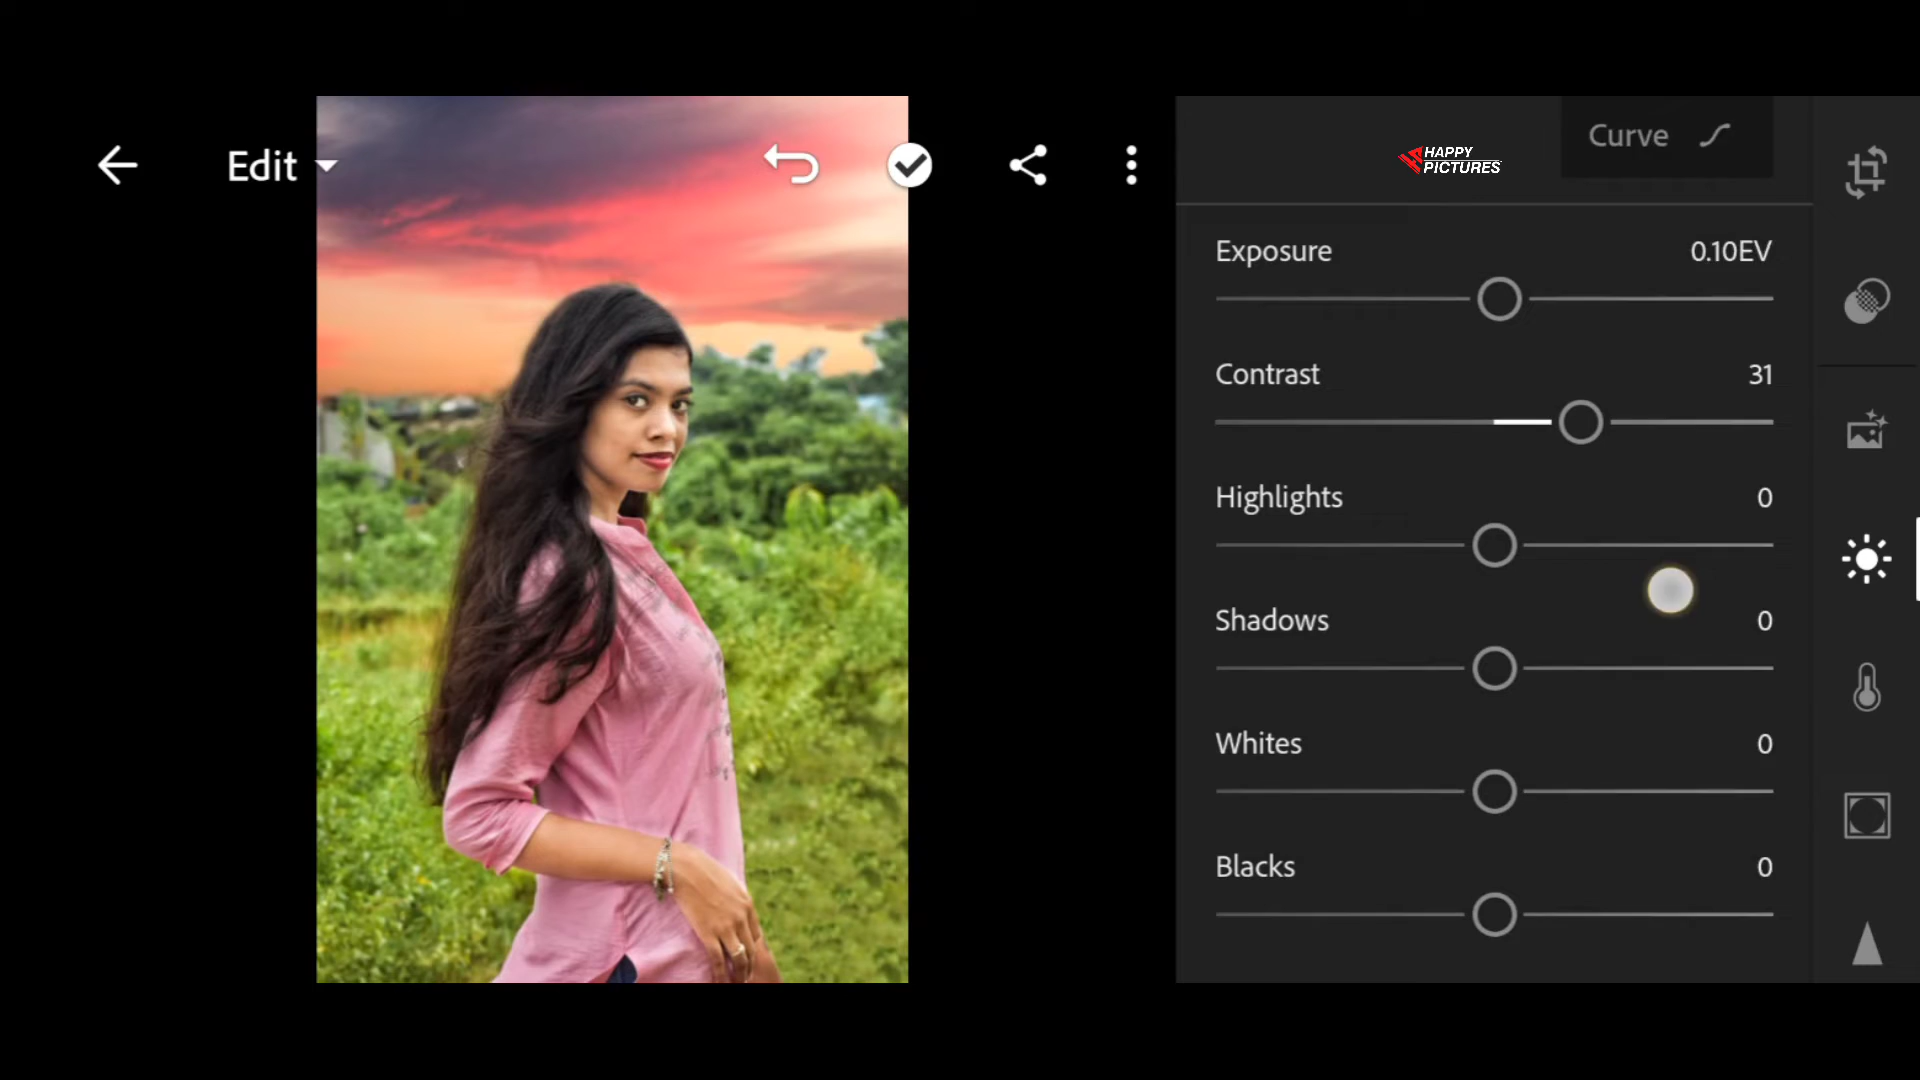 Edit
HAPPY
PICTURES
Curve
Exposure 0.10EV
Contrast 31
Highlights 0
Shadows 0
Whites 0
Blacks 0